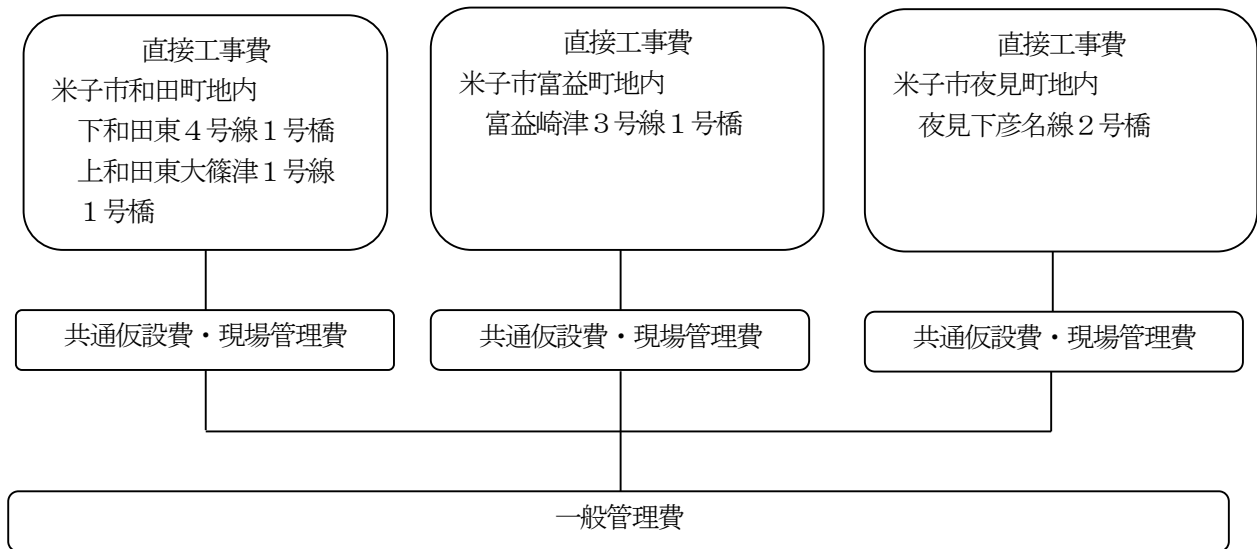 直接工事費
米子市和田町地内
下和田東４号線１号橋
上和田東大篠津１号線
１号橋
直接工事費
米子市富益町地内
富益崎津３号線１号橋
直接工事費
米子市夜見町地内
夜見下彦名線２号橋
共通仮設費・現場管理費
共通仮設費・現場管理費
共通仮設費・現場管理費
一般管理費